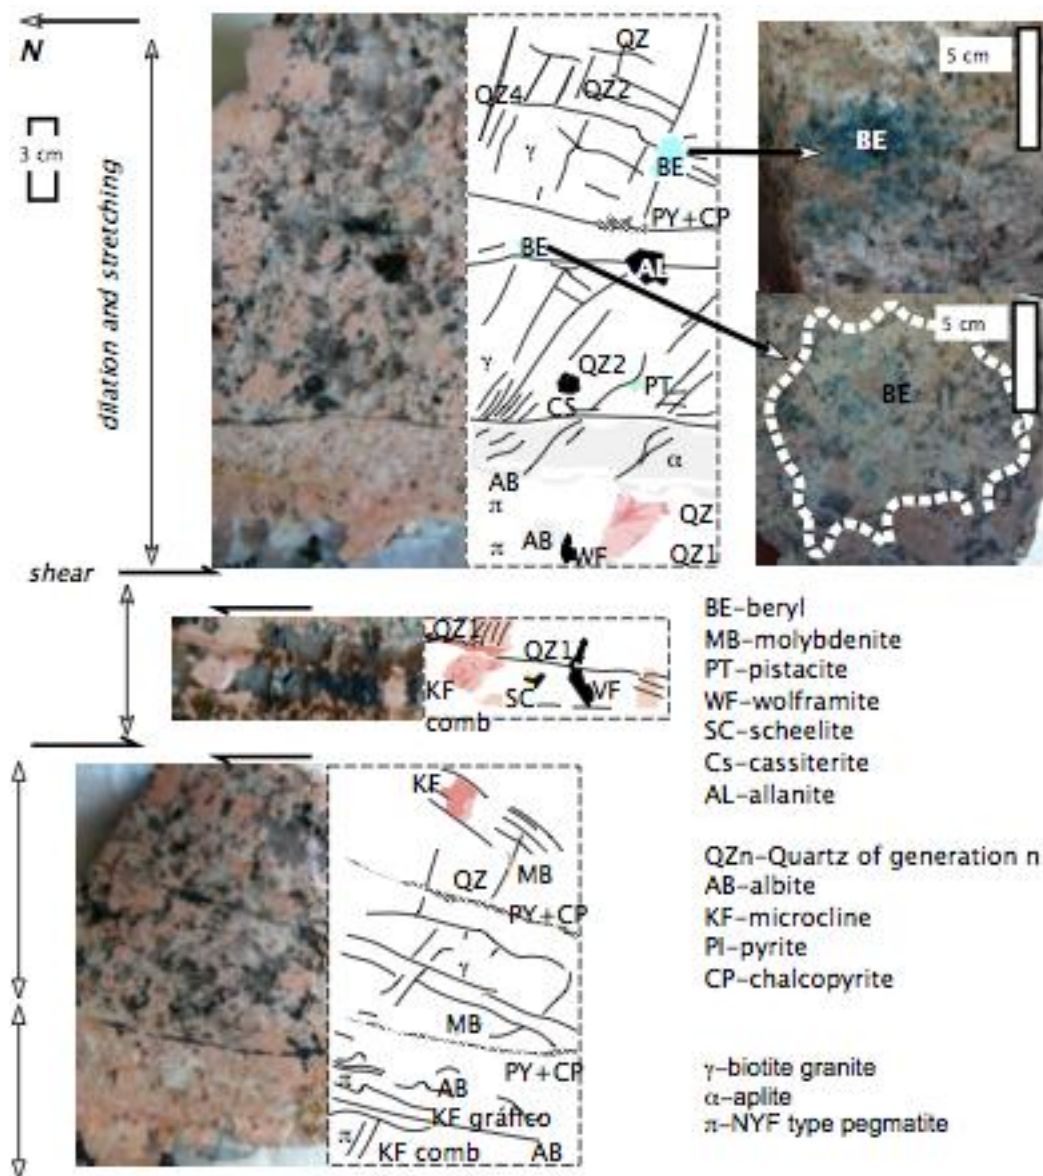 N
3 cm
dilation and stretching
QZ
QZ4
QZ2
γ
BE
PY+CP
BE
AL
γ
QZ2
PT
CS
α
AB
π
QZ
π
AB
WF
QZ1
5 cm
BE
5 cm
BE
shear
QZ1
QZ1
KF
SC
VF
comb
KF
QZ
MB
PY+CP
γ
MB
PY+CP
π
AB
KF gráfico
π
KF comb
AB
BE-beryl
MB-molybdenite
PT-pistacite
WF-wolframite
SC-scheelite
Cs-cassiterite
AL-allanite
QZn-Quartz of generation n
AB-albite
KF-microcline
PI-pyrite
CP-chalcopyrite
γ-biotite granite
α-aplite
π-NYF type pegmatite